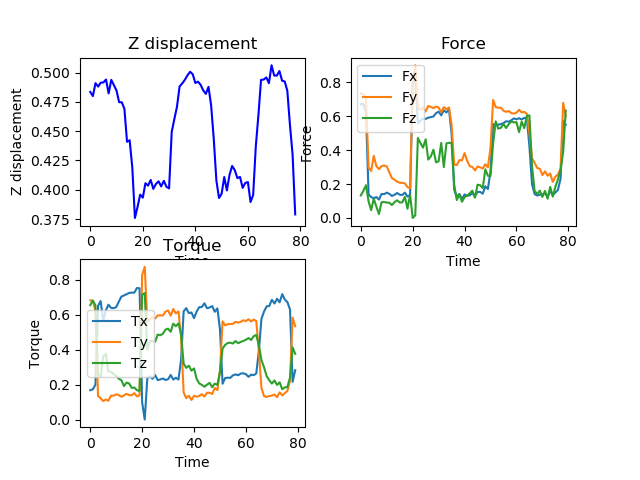 Z displacement
Z displacement
0.500
0.475
0.450
0.425
0.400
0.375
0
20
40
60
80
Time
Force
Force
0.8
0.6
0.4
0.2
0.0
Fx
Fy
Fz
0
20
40
60
80
Time
Torque
Torque
0.8
0.6
0.4
0.2
0.0
Tx
Ty
Tz
0
20
40
60
80
Time